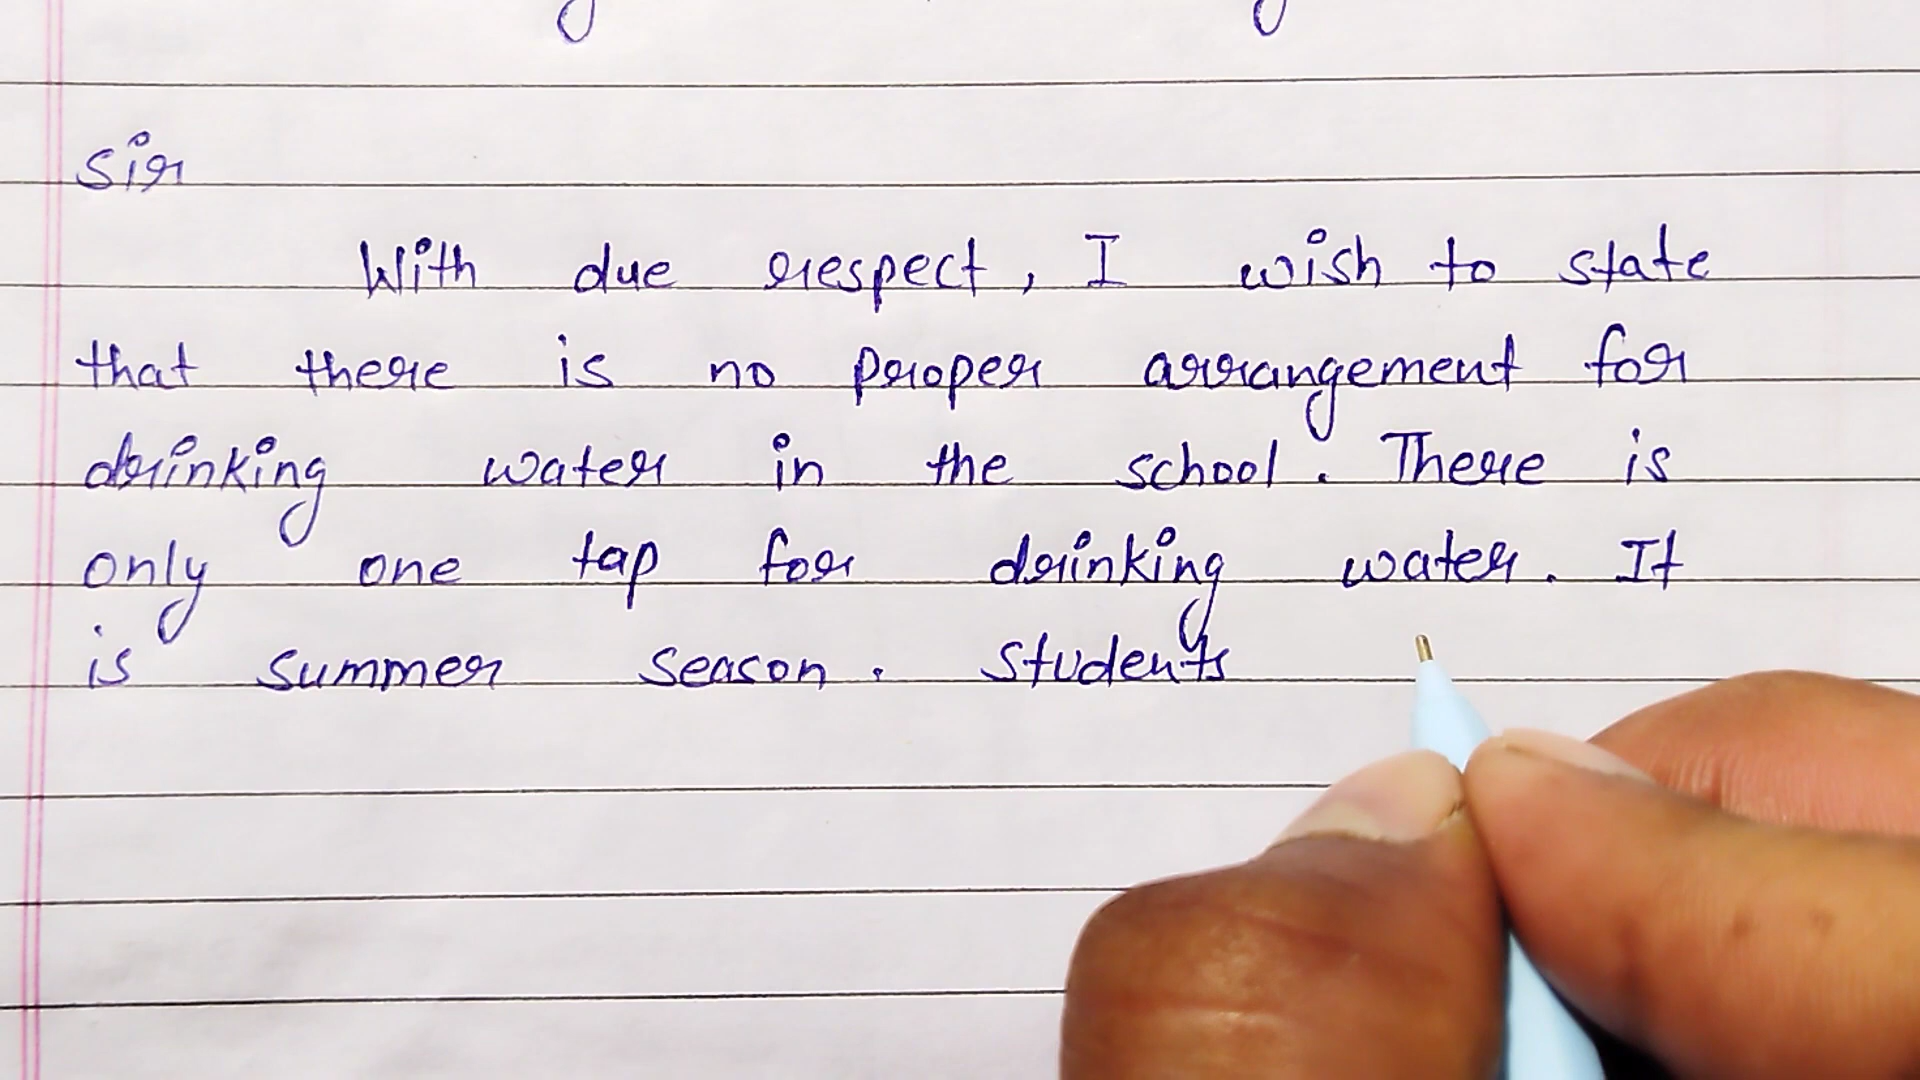 Sir
With due respect, I wish to state
that there is no proper arrangement for
drinking water in the school. There is
only one tap for drinking water. It
is summer season. Students